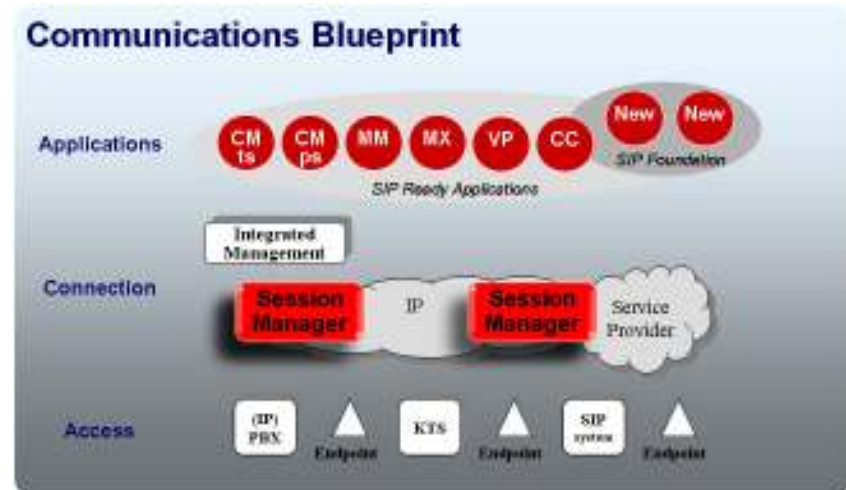 Communications Blueprint
Applications
CM ts
CM ps
MM
MX
VP
CC
New
New
SIP Foundation
SIP Ready Applications
Integrated
Management
Connection
Session
Manager
IP
Session
Manager
Service
Provider
Access
(IP)
PBX
Endpoint
KTS
Endpoint
SIP
system
Endpoint